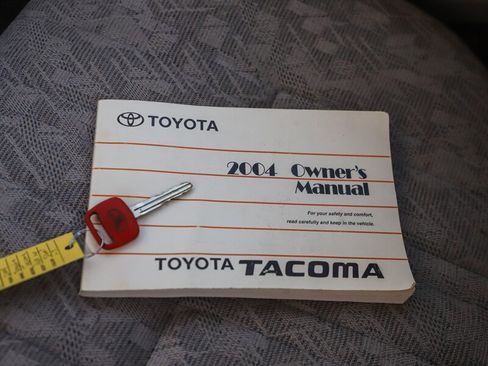 TOYOTA
2004 Owner's
Manual
For your safety and comfort,
read carefully and keep in the vehicle.
TOYOTA TACOMA